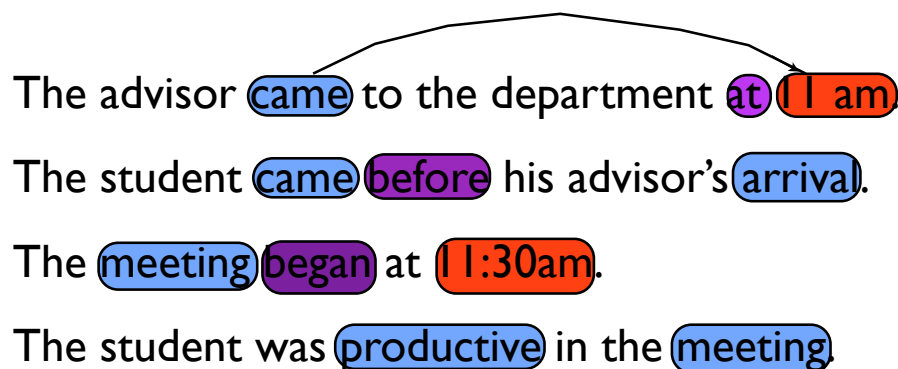 The advisor came to the department at 11 am.
The student came before his advisor's arrival.
The meeting began at 11:30am.
The student was productive in the meeting.